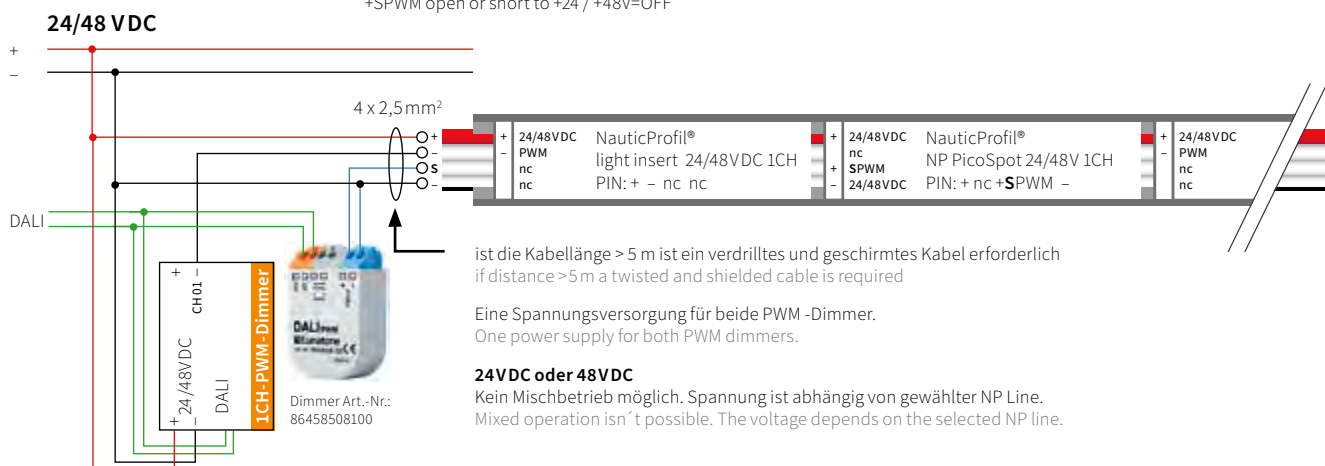 +SPWM open or short to +24 / +48V=OFF
24/48 VDC
+
–
4 x 2,5 mm²
+
–
S
–
+ 24/48VDC
– PWM
nc
nc
NauticProfil®
light insert 24/48VDC 1CH
PIN: + – nc nc
+ 24/48VDC
nc
+ SPWM
– 24/48VDC
NauticProfil®
NP PicoSpot 24/48V 1CH
PIN: + nc +SPWM –
+ 24/48VDC
– PWM
nc
nc
DALI
ist die Kabellänge > 5 m ist ein verdrilltes und geschirmtes Kabel erforderlich
if distance >5 m a twisted and shielded cable is required
Eine Spannungsversorgung für beide PWM -Dimmer.
One power supply for both PWM dimmers.
24VDC oder 48VDC
Kein Mischbetrieb möglich. Spannung ist abhängig von gewählter NP Line.
Mixed operation isn´t possible. The voltage depends on the selected NP line.
+ CH 01 –
+ 24/48VDC –
DALI
1CH-PWM-Dimmer
DALI
Lunatone
CE
Dimmer Art.-Nr.:
86458508100